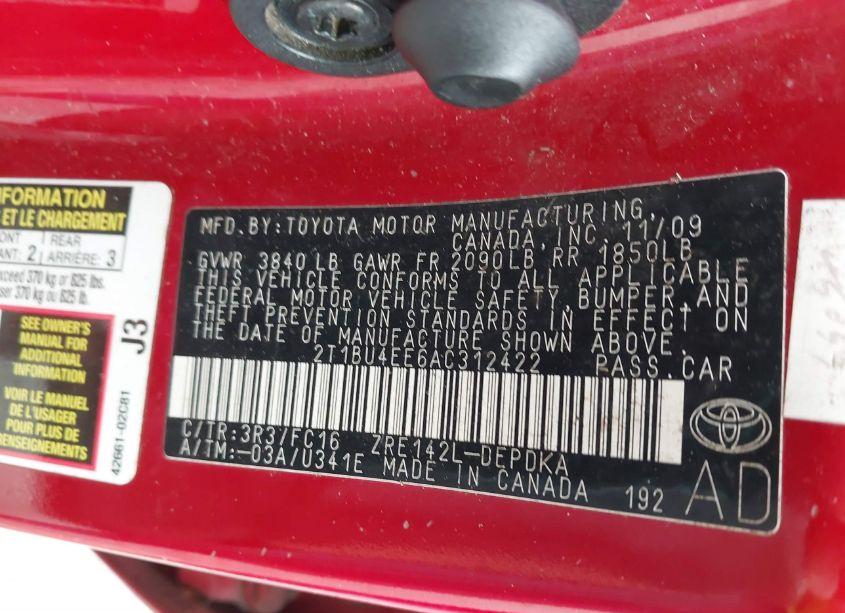 INFORMATION
ET LE CHARGEMENT
REAR
2 ARRIÈRE: 3
exceed 370 kg or 825 lbs.
370 kg ou 825 lb.
SEE OWNER'S
MANUAL FOR
ADDITIONAL
INFORMATION
VOIR LE MANUEL
DE L'USAGER
POUR PLUS DE
RENSEIGNEMENTS
J3
42661-02C81
MFD. BY: TOYOTA MOTOR MANUFACTURING,
CANADA, INC. 11/09
GVWR 3840 LB GAWR FR 2090LB RR 1850LB
THIS VEHICLE CONFORMS TO ALL APPLICABLE
FEDERAL MOTOR VEHICLE SAFETY, BUMPER, AND
THEFT PREVENTION STANDARDS IN EFFECT ON
THE DATE OF MANUFACTURE SHOWN ABOVE.
2T1BU4EE6AC312422 PASS.CAR
C/TR:3R3/FC16 ZRE142L-DEPDKA
A/TM:-03A/U341E MADE IN CANADA 192
AD